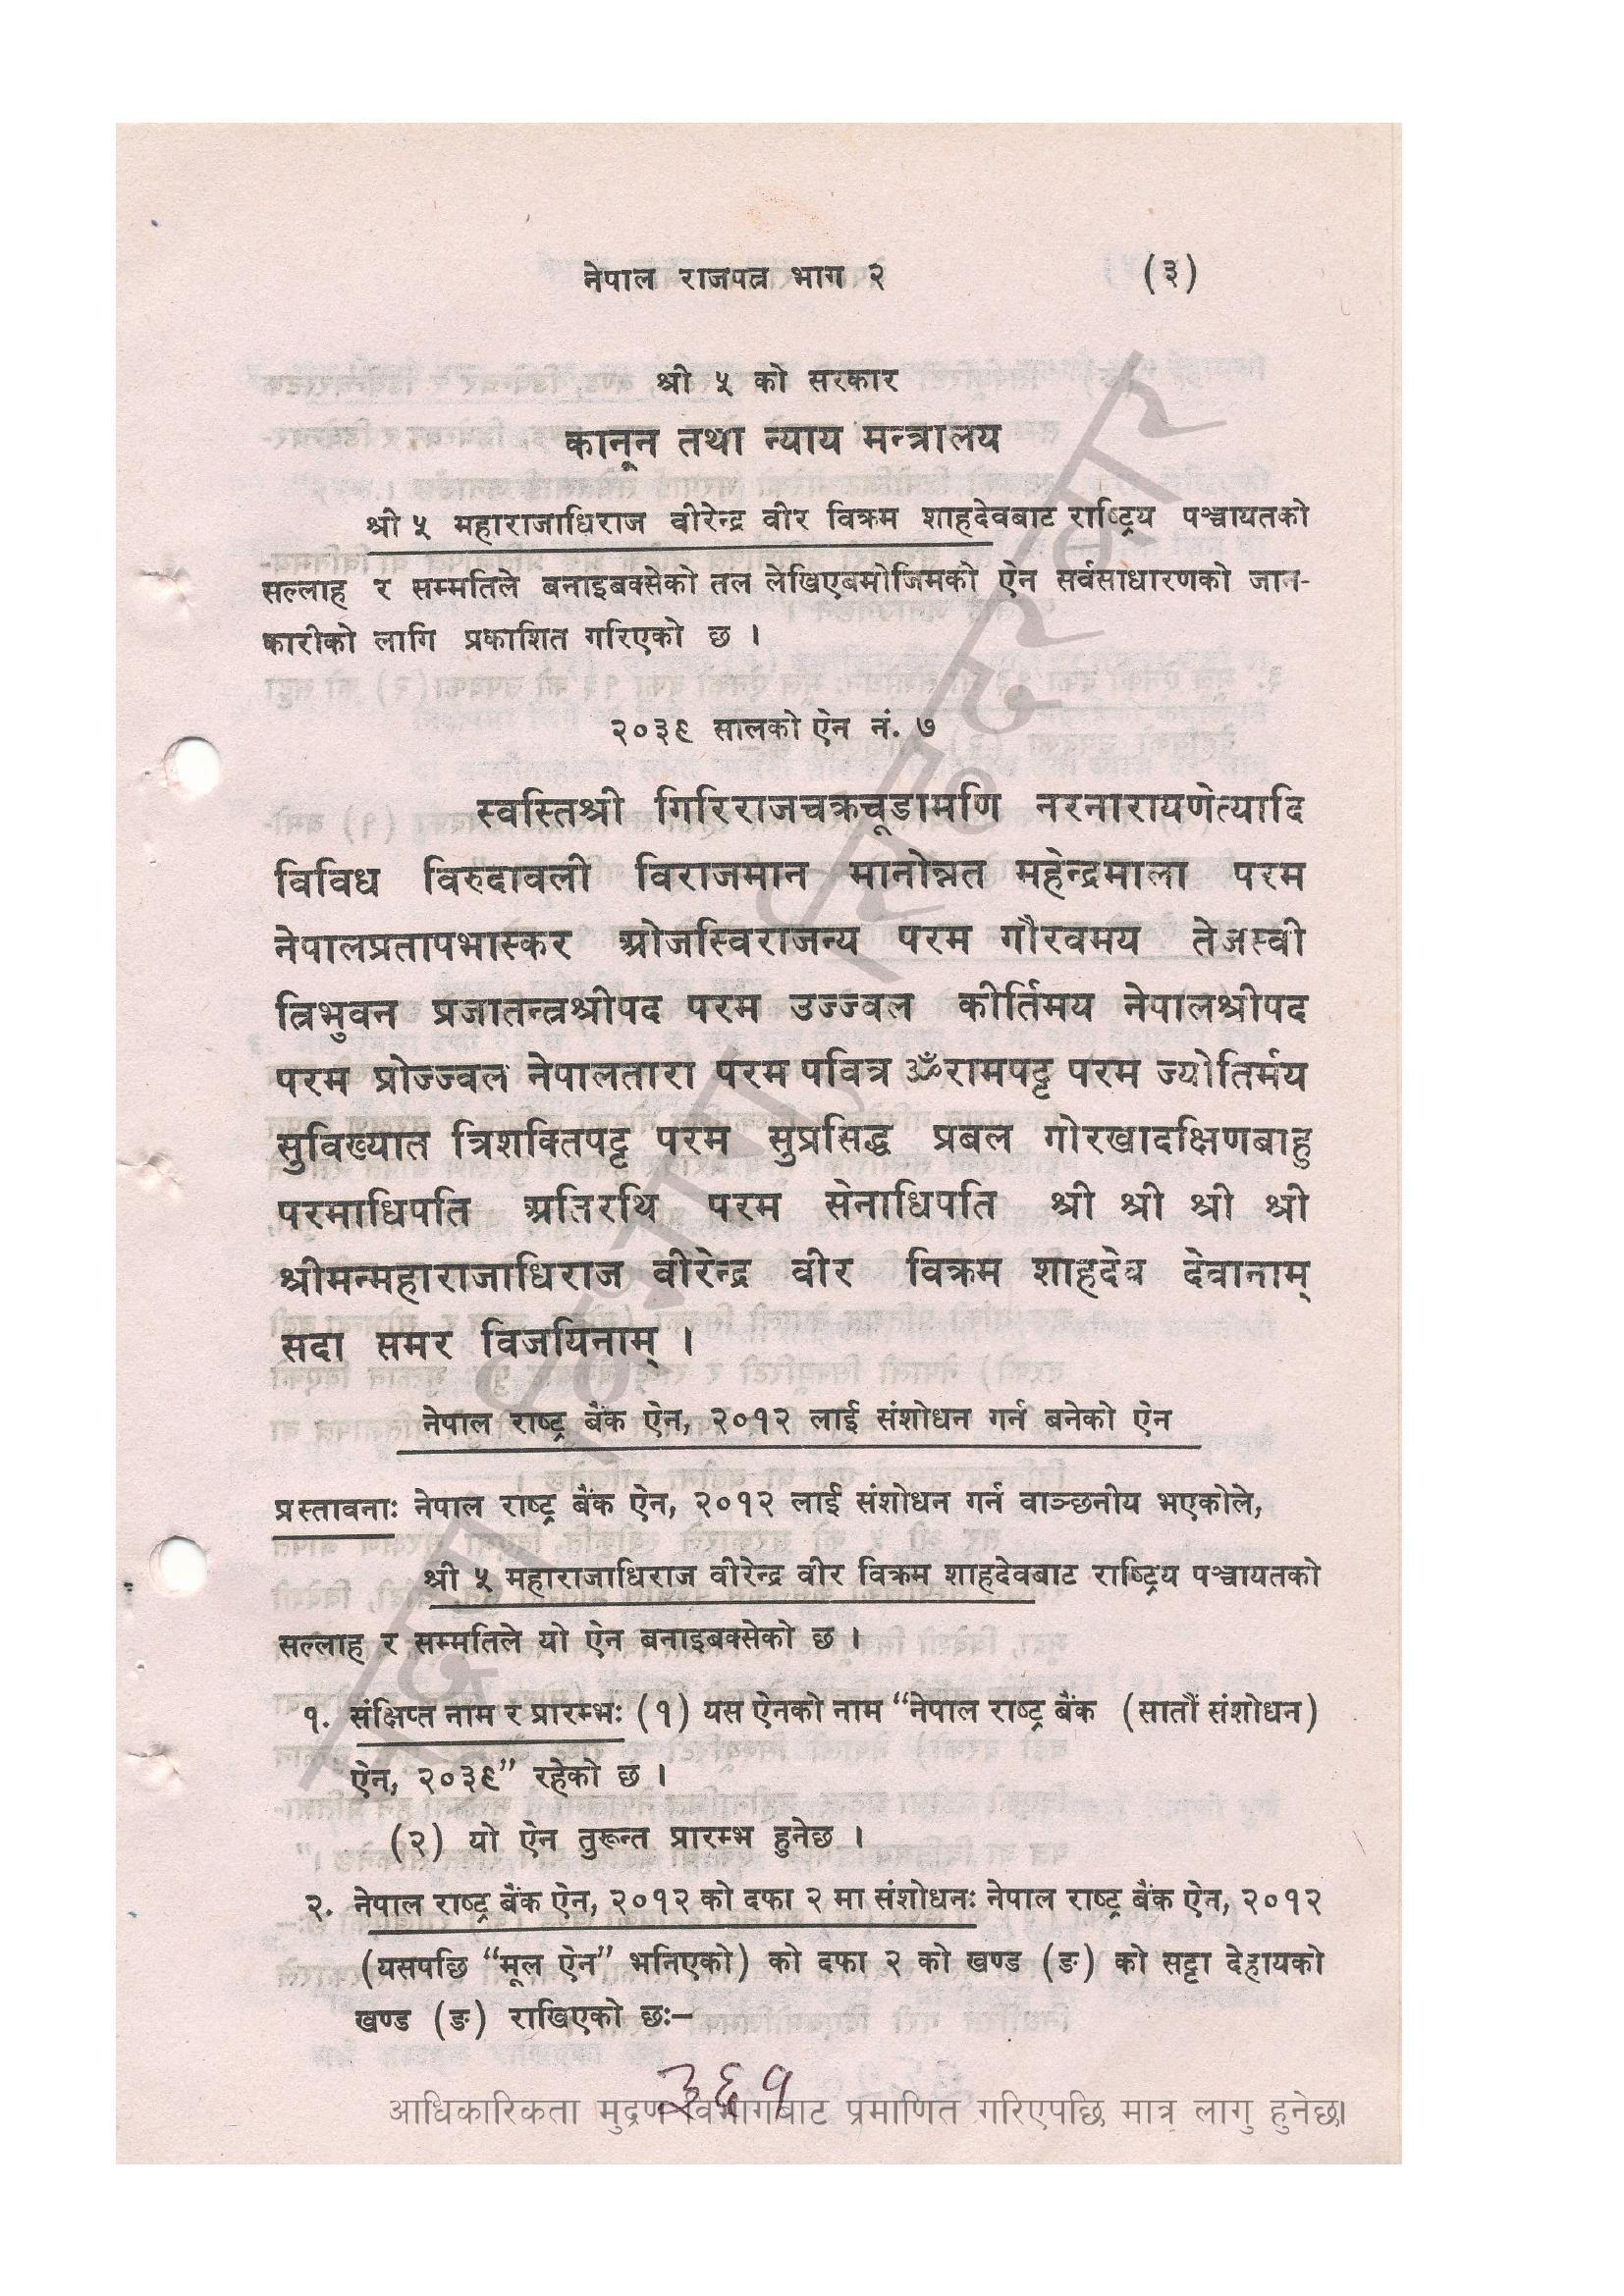 नेपाल राजपत्र भाग २ (३)
श्री ५ को सरकार
कानून तथा न्याय मन्त्रालय
श्री ५ महाराजाधिराज वीरेन्द्र वीर विक्रम शाहदेवबाट राष्ट्रिय पञ्चायतको
सल्लाह र सम्मतिले बनाइबक्सेको तल लेखिएबमोजिमको ऐन सर्वसाधारणको जान-
कारीको लागि प्रकाशित गरिएको छ ।
२०३९ सालको ऐन नं. ७
स्वस्तिश्री गिरिराजचक्रचूडामणि नरनारायणेत्यादि
विविध विरुदावली विराजमान मानोन्नत महेन्द्रमाला परम
नेपालप्रतापभास्कर ओजस्विराजन्य परम गौरवमय तेजस्वी
त्रिभुवन प्रजातन्त्रश्रीपद परम उज्ज्वल कीर्तिमय नेपालश्रीपद
परम प्रोज्ज्वल नेपालतारा परम पवित्र ॐरामपट्ट परम ज्योतिर्मय
सुविख्यात त्रिशक्तिपट्ट परम सुप्रसिद्ध प्रबल गोरखादक्षिणबाहु
परमाधिपति अतिरथि परम सेनाधिपति श्री श्री श्री श्री
श्रीमन्महाराजाधिराज वीरेन्द्र वीर विक्रम शाहदेव देवानाम्
सदा समर विजयिनाम् ।
नेपाल राष्ट्र बैंक ऐन, २०१२ लाई संशोधन गर्न बनेको ऐन
प्रस्तावनाः नेपाल राष्ट्र बैंक ऐन, २०१२ लाई संशोधन गर्न वाञ्छनीय भएकोले,
श्री ५ महाराजाधिराज वीरेन्द्र वीर विक्रम शाहदेवबाट राष्ट्रिय पञ्चायतको
सल्लाह र सम्मतिले यो ऐन बनाइबक्सेको छ ।
१. संक्षिप्त नाम र प्रारम्भः (१) यस ऐनको नाम “नेपाल राष्ट्र बैंक (सातौं संशोधन)
ऐन, २०३९” रहेको छ ।
(२) यो ऐन तुरून्त प्रारम्भ हुनेछ ।
२. नेपाल राष्ट्र बैंक ऐन, २०१२ को दफा २ मा संशोधनः नेपाल राष्ट्र बैंक ऐन, २०१२
(यसपछि “मूल ऐन” भनिएको) को दफा २ को खण्ड (ङ) को सट्टा देहायको
खण्ड (ङ) राखिएको छः–
३६१
आधिकारिकता मुद्रण विभागबाट प्रमाणित गरिएपछि मात्र लागु हुनेछ।